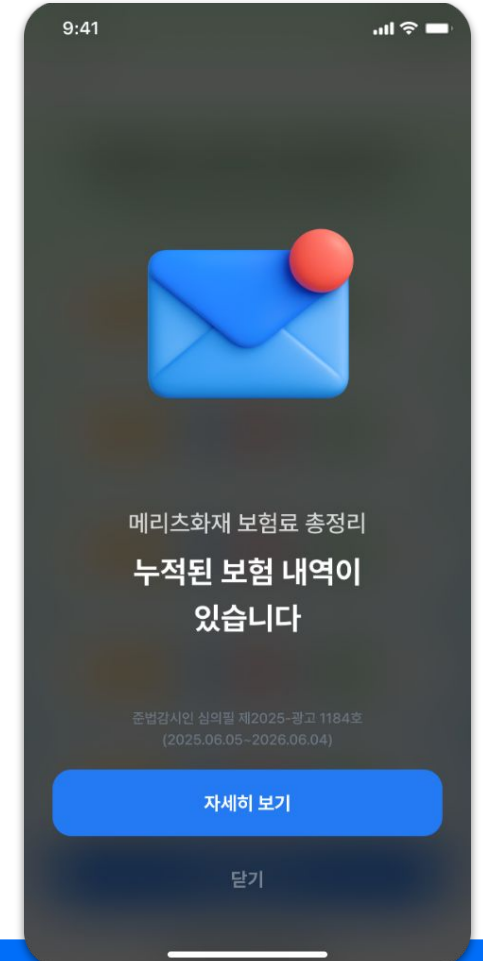 9:41
메리츠화재 보험료 총정리
누적된 보험 내역이
있습니다
준법감시인 심의필 제2025-광고 1184호
(2025.06.05~2026.06.04)
자세히 보기
닫기